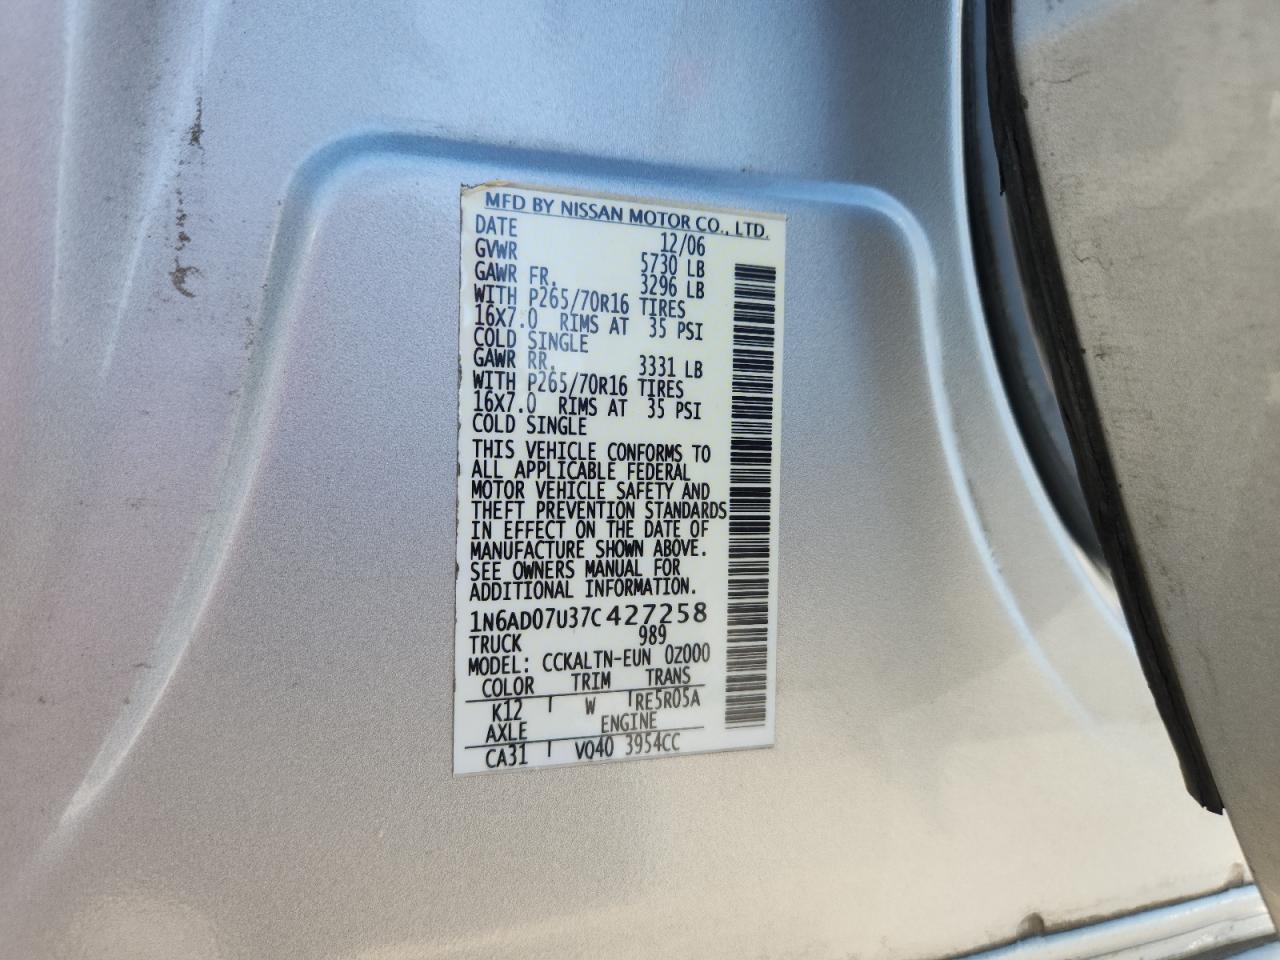 MFD BY NISSAN MOTOR CO., LTD.
DATE 12/06
GVWR 5730 LB
GAWR FR. 3296 LB
WITH P265/70R16 TIRES
16X7.0 RIMS AT 35 PSI
COLD SINGLE
GAWR RR. 3331 LB
WITH P265/70R16 TIRES
16X7.0 RIMS AT 35 PSI
COLD SINGLE
THIS VEHICLE CONFORMS TO
ALL APPLICABLE FEDERAL
MOTOR VEHICLE SAFETY AND
THEFT PREVENTION STANDARDS
IN EFFECT ON THE DATE OF
MANUFACTURE SHOWN ABOVE.
SEE OWNERS MANUAL FOR
ADDITIONAL INFORMATION.
1N6AD07U37C427258
TRUCK 989
MODEL: CCKALTN-EUN 0Z000
COLOR TRIM TRANS
K12 W RE5R05A
AXLE ENGINE
CA31 VQ40 3954CC